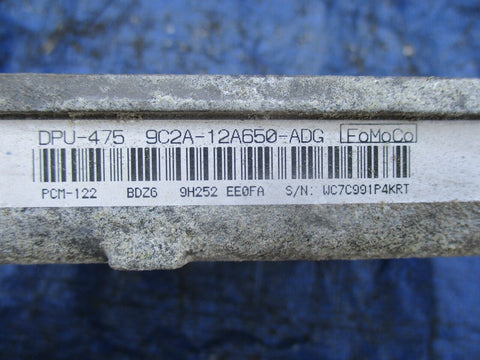 DPU-475 9C2A-12A650-ADG FoMoCo
PCM-122 BDZ6 9H252 EE0FA S/N: WC7C991P4KRT